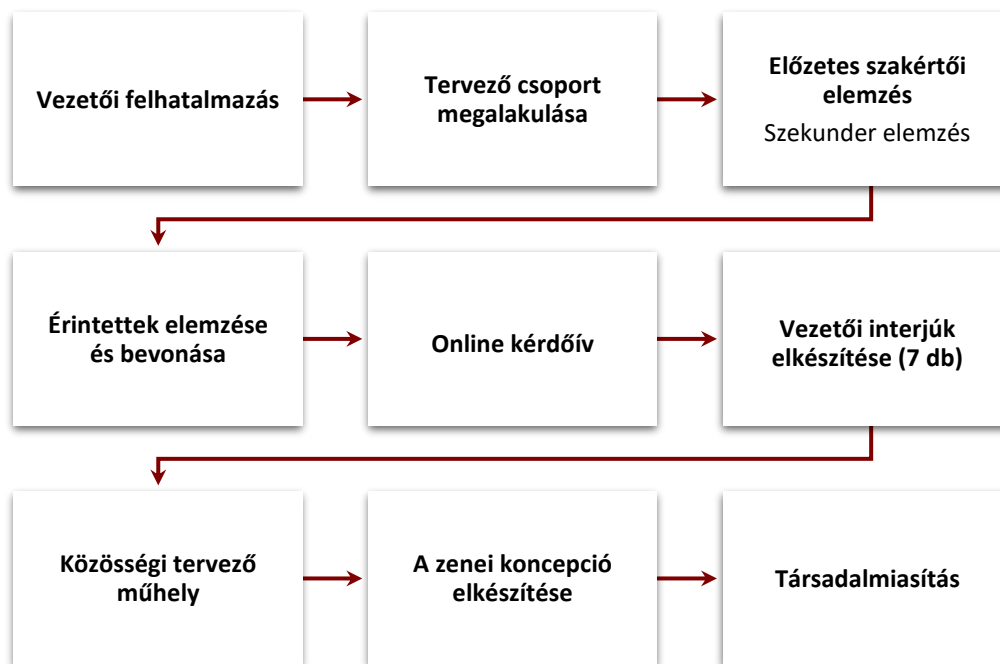 Vezetői felhatalmazás
Tervező csoport
megalakulása
Előzetes szakértői
elemzés
Szekunder elemzés
Érintettek elemzése
és bevonása
Online kérdőív
Vezetői interjúk
elkészítése (7 db)
Közösségi tervező
műhely
A zenei koncepció
elkészítése
Társadalmiasítás